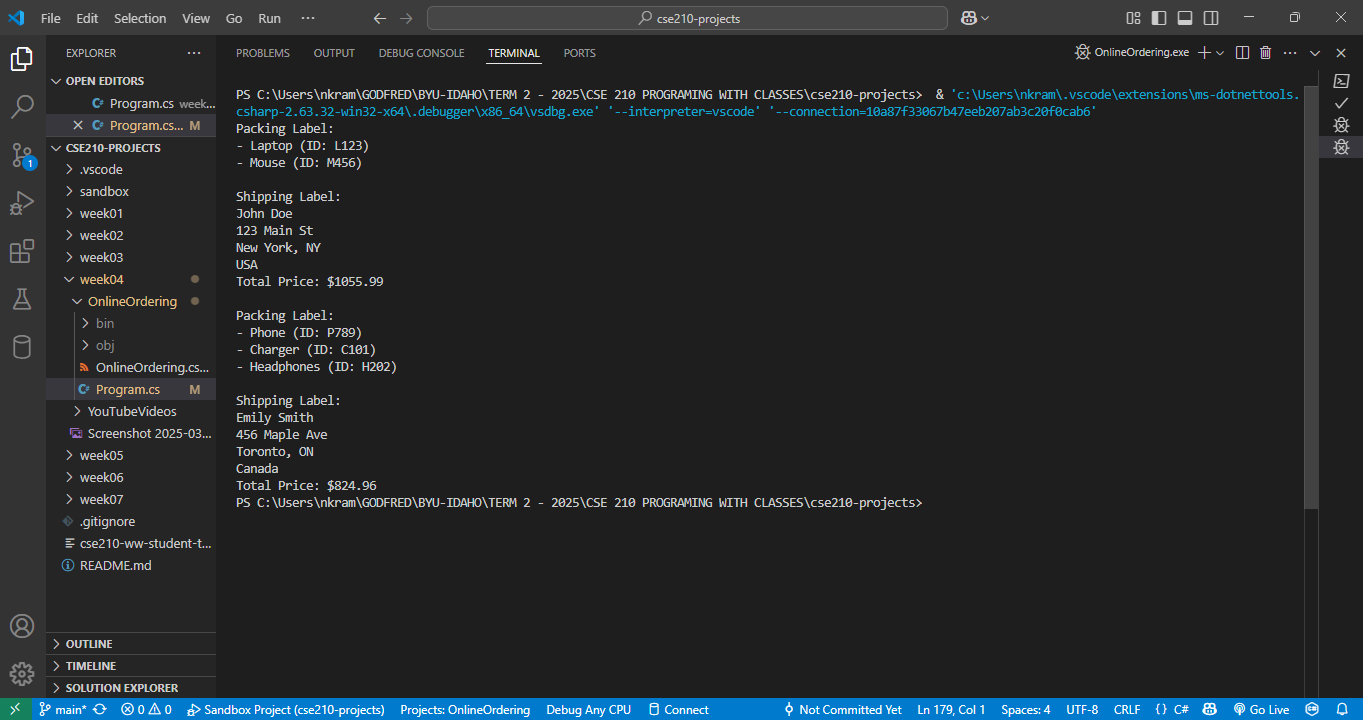 File Edit Selection View Go Run ··· cse210-projects
EXPLORER ···
OPEN EDITORS
Program.cs week...
Program.cs... M
CSE210-PROJECTS
.vscode
sandbox
week01
week02
week03
week04
OnlineOrdering
bin
obj
OnlineOrdering.cs...
Program.cs M
YouTubeVideos
Screenshot 2025-03...
week05
week06
week07
.gitignore
cse210-ww-student-t...
README.md
OUTLINE
TIMELINE
SOLUTION EXPLORER
1
PROBLEMS OUTPUT DEBUG CONSOLE TERMINAL PORTS OnlineOrdering.exe ···
PS C:\Users\nkram\GODFRED\BYU-IDAHO\TERM 2 - 2025\CSE 210 PROGRAMING WITH CLASSES\cse210-projects>  & 'c:\Users\nkram\.vscode\extensions\ms-dotnettools.
csharp-2.63.32-win32-x64\.debugger\x86_64\vsdbg.exe' '--interpreter=vscode' '--connection=10a87f33067b47eeb207ab3c20f0cab6'
Packing Label:
- Laptop (ID: L123)
- Mouse (ID: M456)
Shipping Label:
John Doe
123 Main St
New York, NY
USA
Total Price: $1055.99
Packing Label:
- Phone (ID: P789)
- Charger (ID: C101)
- Headphones (ID: H202)
Shipping Label:
Emily Smith
456 Maple Ave
Toronto, ON
Canada
Total Price: $824.96
PS C:\Users\nkram\GODFRED\BYU-IDAHO\TERM 2 - 2025\CSE 210 PROGRAMING WITH CLASSES\cse210-projects>
main* 0 0 Sandbox Project (cse210-projects) Projects: OnlineOrdering Debug Any CPU Connect Not Committed Yet Ln 179, Col 1 Spaces: 4 UTF-8 CRLF {} C# Go Live